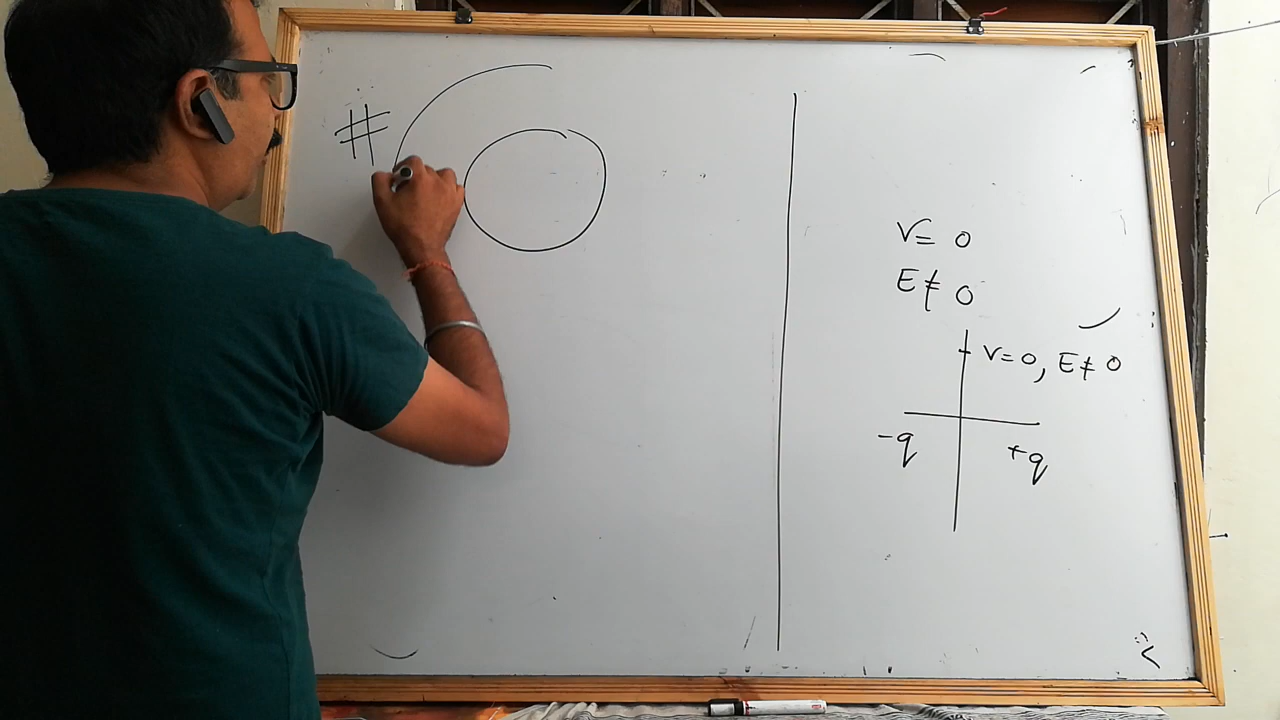 #
V= 0
E ≠ 0
V=0, E ≠ 0
-q +q